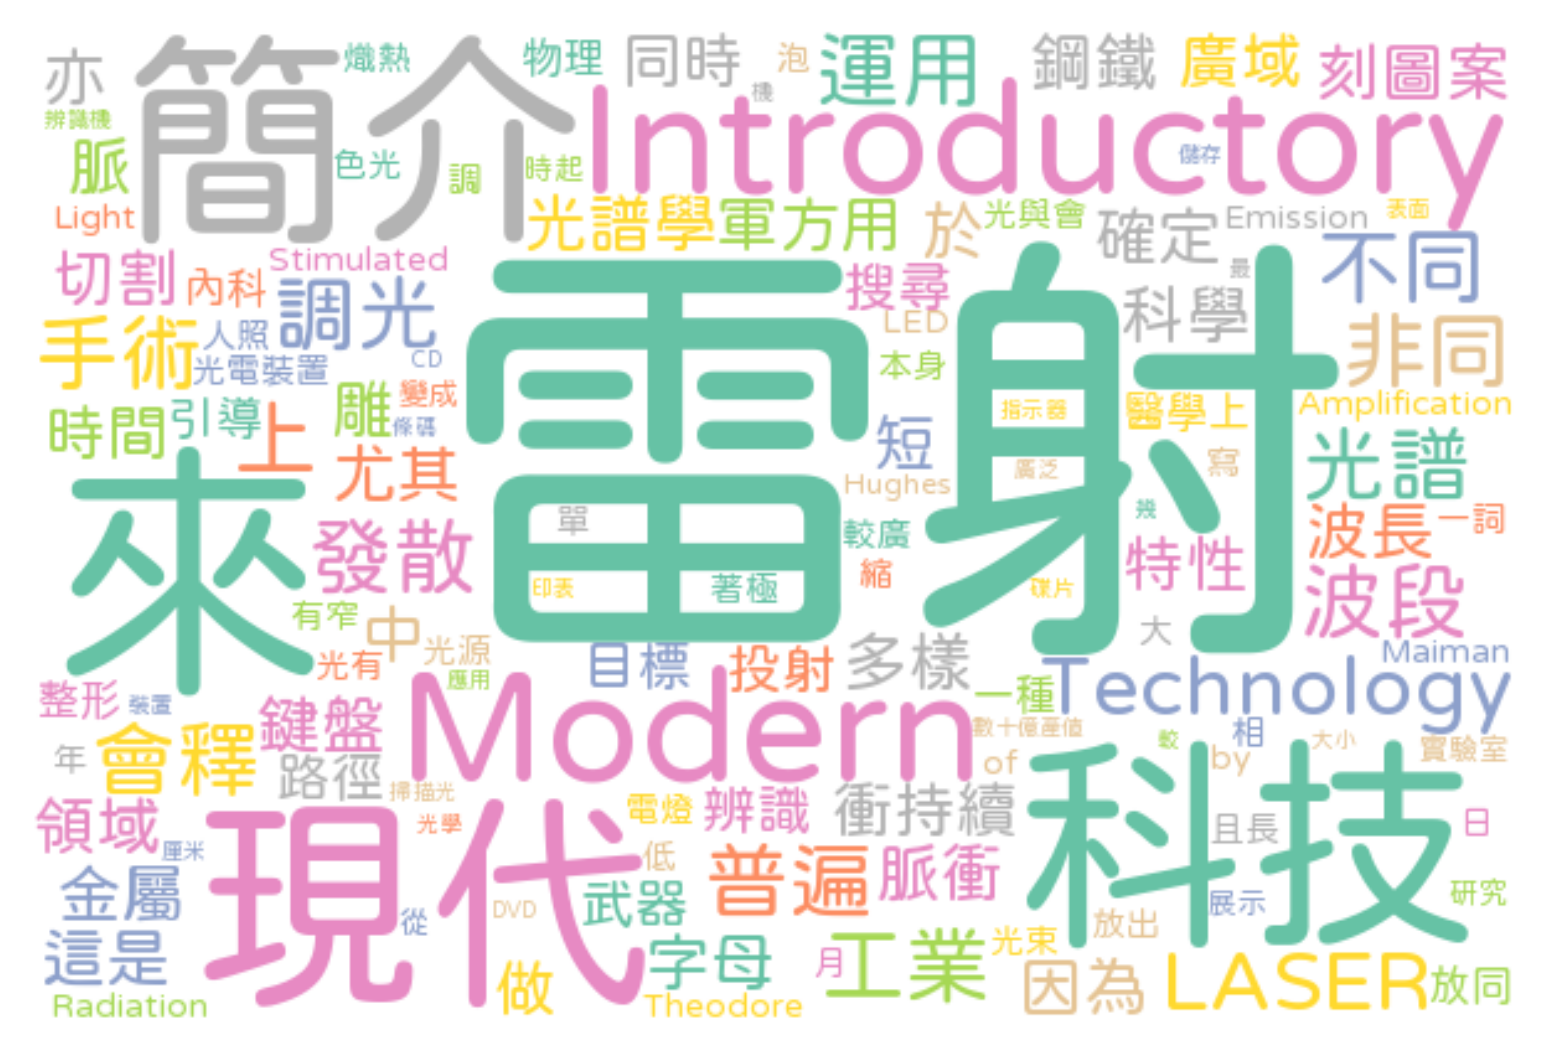 亦 簡介 熾熱 物理 同時 泡 運用 鋼鐵 廣域 刻圖案
辨識機 機 Introductory
脈 色光 調 時起 儲存
Light 光譜學 軍方用 於 光與會 確定 Emission 表面
切割 內科 Stimulated 調光 雷射 搜尋 最 不同
手術 人照 LED 科學 非同
光電裝置 CD 本身
時間 引導 上 雕 變成 條碼 指示器 醫學上 Amplification
來 尤其 短 廣泛 寫 光譜
Hughes
發散 單 較廣 幾 特性 波長 一詞
印表 著極 縮 碟片 波段
有窄 中 光源 大
光有 應用 目標 投射 多樣 Maiman
整形 裝置 Modern 一種 Technology
會釋 鍵盤 數十億產值 較 相 大小 實驗室
年 路徑 of by 科技
領域 掃描光 電燈 辨識 衝持續 且長 日
厘米 現代 光學
金屬 從 DVD 低 武器 普遍 脈衝 展示 研究
這是 字母 工業 光束 放出
Radiation 做 Theodore 月 因為 LASER 放同